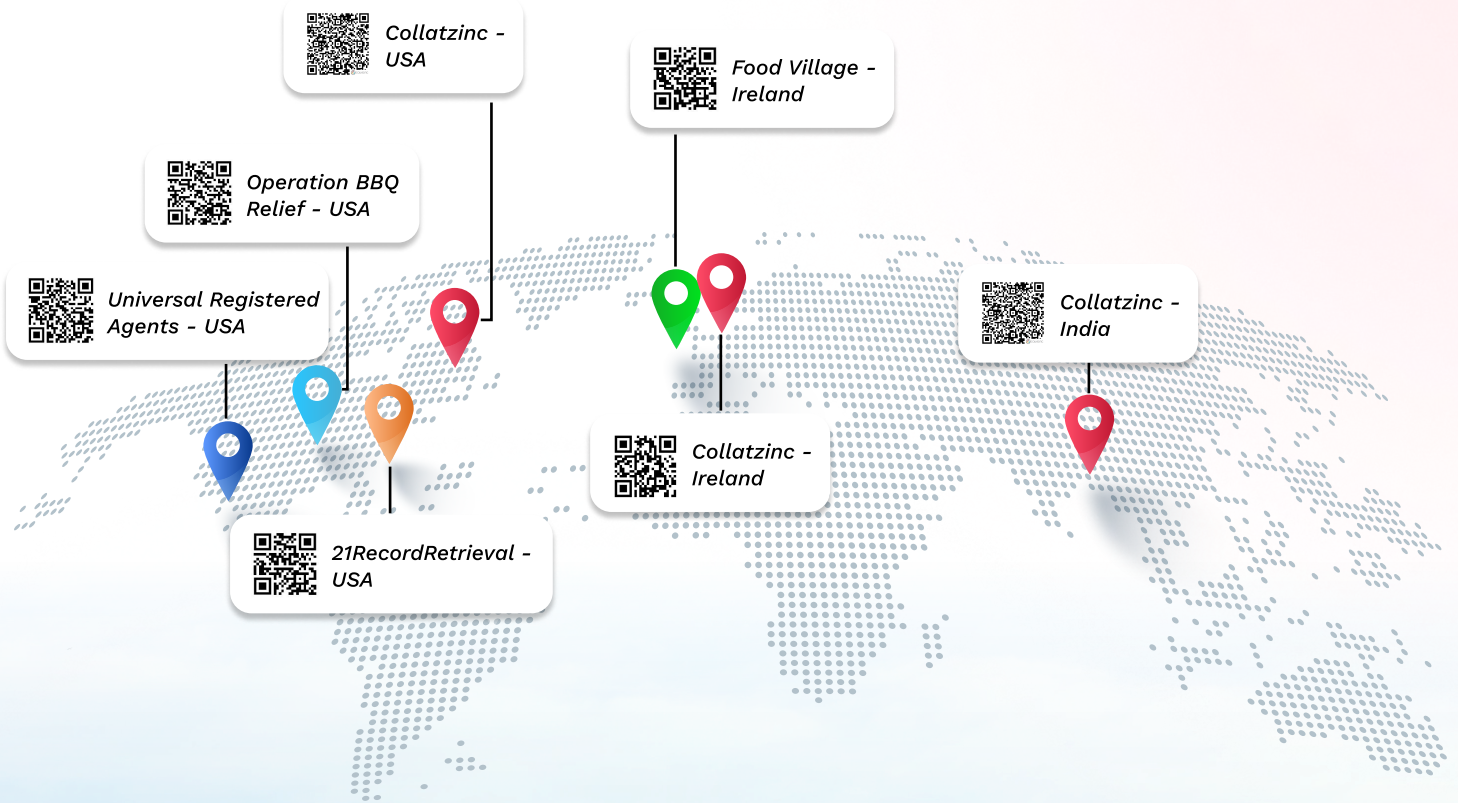 Collatzinc -
USA
Food Village -
Ireland
Operation BBQ
Relief - USA
Universal Registered
Agents - USA
Collatzinc -
India
Collatzinc -
Ireland
21RecordRetrieval -
USA